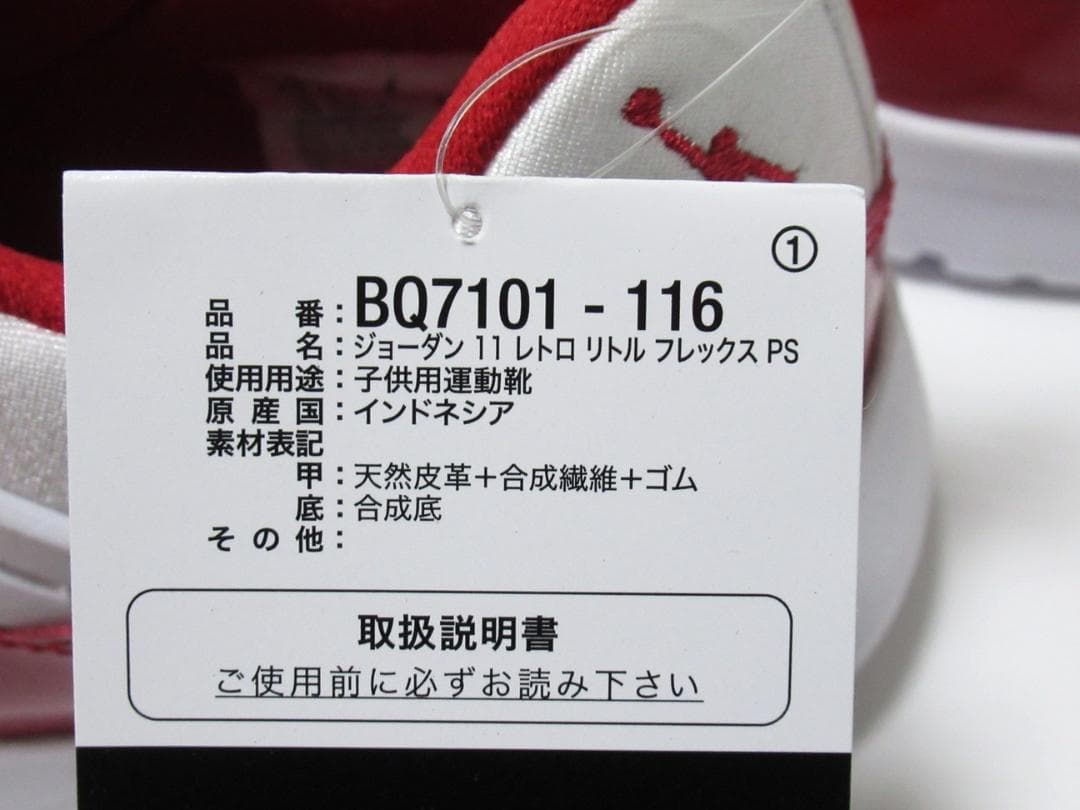 ①
品番：BQ7101 - 116
品名：ジョーダン 11 レトロ リトル フレックス PS
使用用途：子供用運動靴
原産国：インドネシア
素材表記
甲：天然皮革＋合成繊維＋ゴム
底：合成底
その他：
取扱説明書
ご使用前に必ずお読み下さい